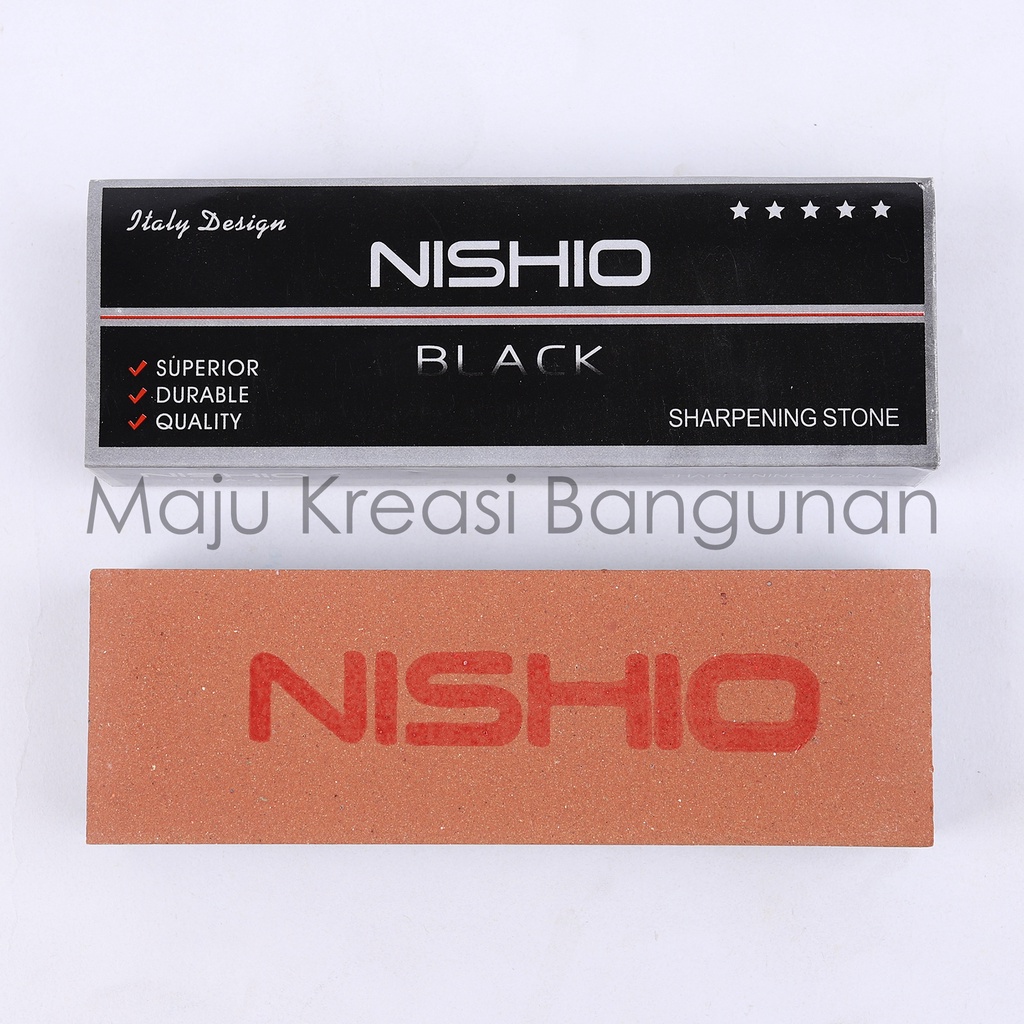 Italy Design
★★★★★
NISHIO
BLACK
✓ SUPERIOR
✓ DURABLE
✓ QUALITY
SHARPENING STONE
Maju Kreasi Bangunan
NISHIO